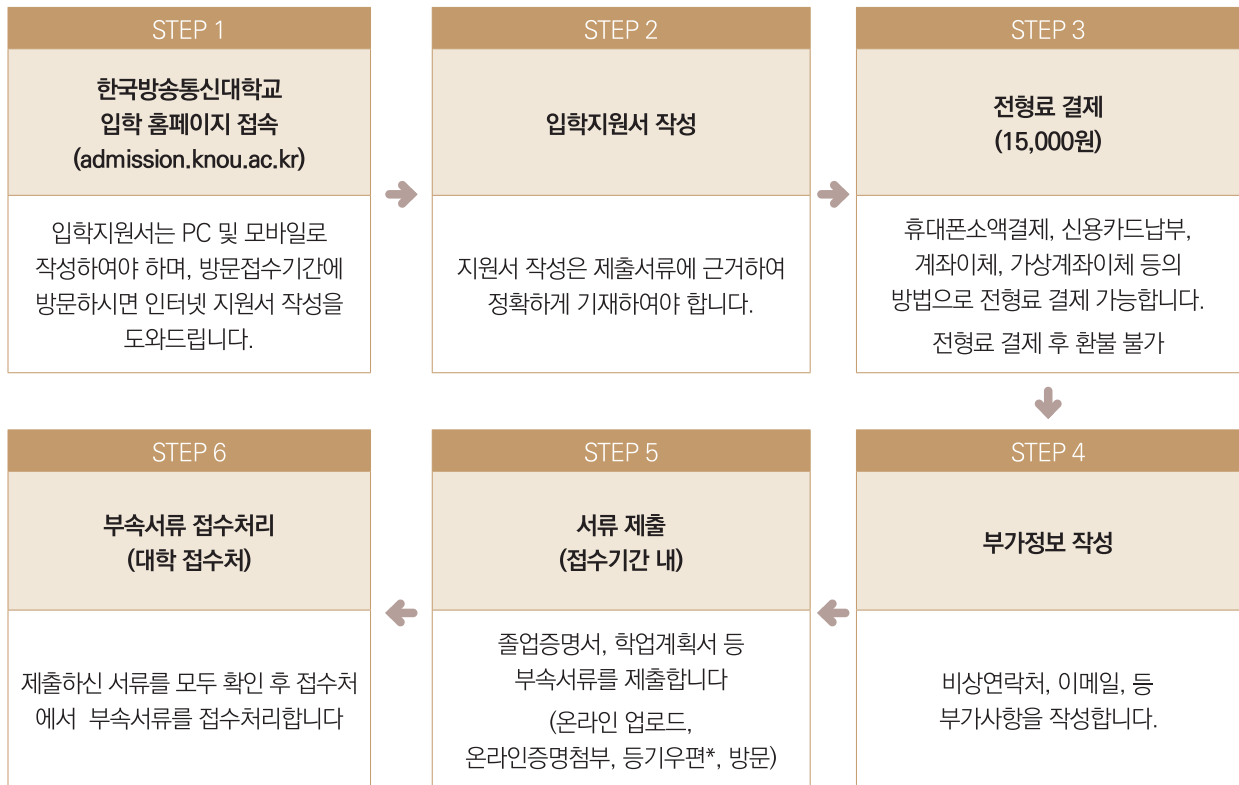 STEP 1
한국방송통신대학교
입학 홈페이지 접속
(admission.knou.ac.kr)
입학지원서는 PC 및 모바일로
작성하여야 하며, 방문접수기간에
방문하시면 인터넷 지원서 작성을
도와드립니다.
STEP 2
입학지원서 작성
지원서 작성은 제출서류에 근거하여
정확하게 기재하여야 합니다.
STEP 3
전형료 결제
(15,000원)
휴대폰소액결제, 신용카드납부,
계좌이체, 가상계좌이체 등의
방법으로 전형료 결제 가능합니다.
전형료 결제 후 환불 불가
STEP 4
부가정보 작성
비상연락처, 이메일, 등
부가사항을 작성합니다.
STEP 5
서류 제출
(접수기간 내)
졸업증명서, 학업계획서 등
부속서류를 제출합니다
(온라인 업로드,
온라인증명첨부, 등기우편*, 방문)
STEP 6
부속서류 접수처리
(대학 접수처)
제출하신 서류를 모두 확인 후 접수처
에서 부속서류를 접수처리합니다